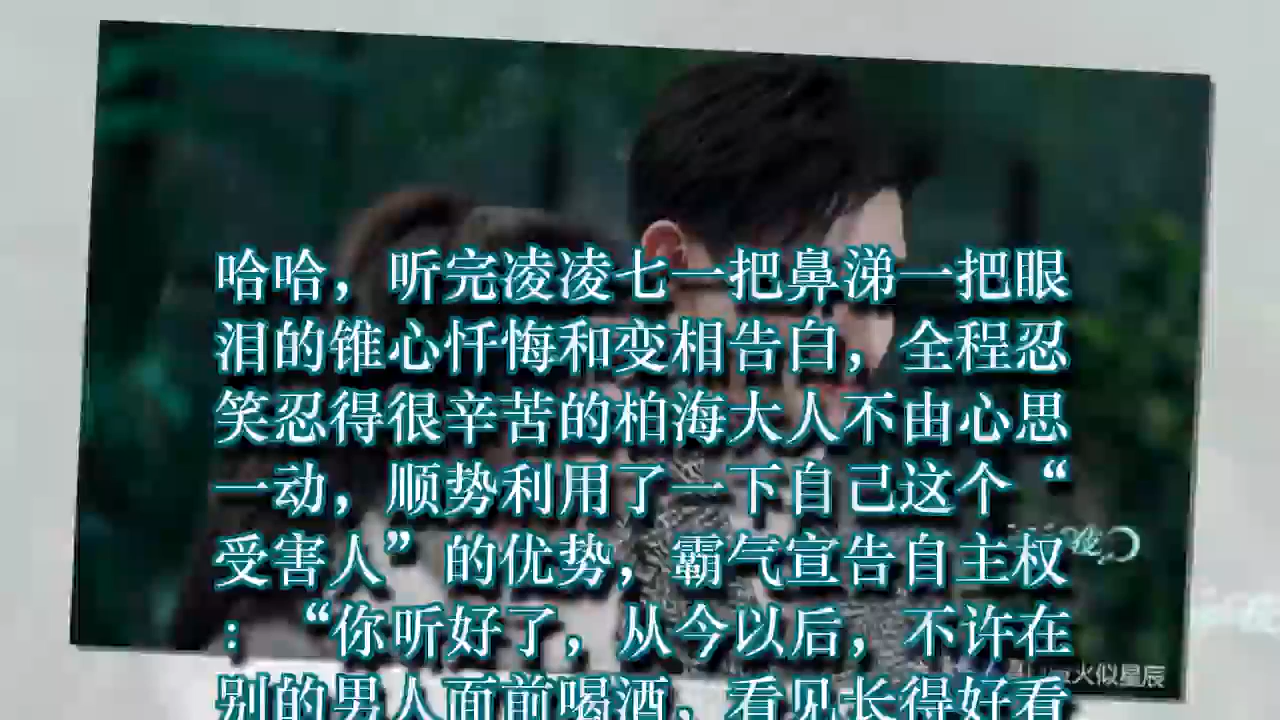 哈哈，听完凌凌七一把鼻涕一把眼
泪的锥心忏悔和变相告白，全程忍
笑忍得很辛苦的柏海大人不由心思
一动，顺势利用了一下自己这个“
受害人”的优势，霸气宣告自主权
：“你听好了，从今以后，不许在
别的男人面前喝酒，看见长得好看
火似星辰